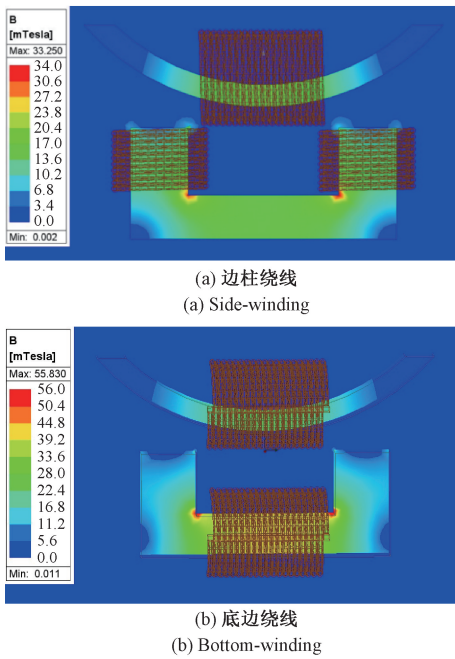 B
[mTesla]
Max: 33.250
34.0
30.6
27.2
23.8
20.4
17.0
13.6
10.2
6.8
3.4
0.0
Min: 0.002
(a) 边柱绕线
(a) Side-winding
B
[mTesla]
Max: 55.830
56.0
50.4
44.8
39.2
33.6
28.0
22.4
16.8
11.2
5.6
0.0
Min: 0.011
(b) 底边绕线
(b) Bottom-winding